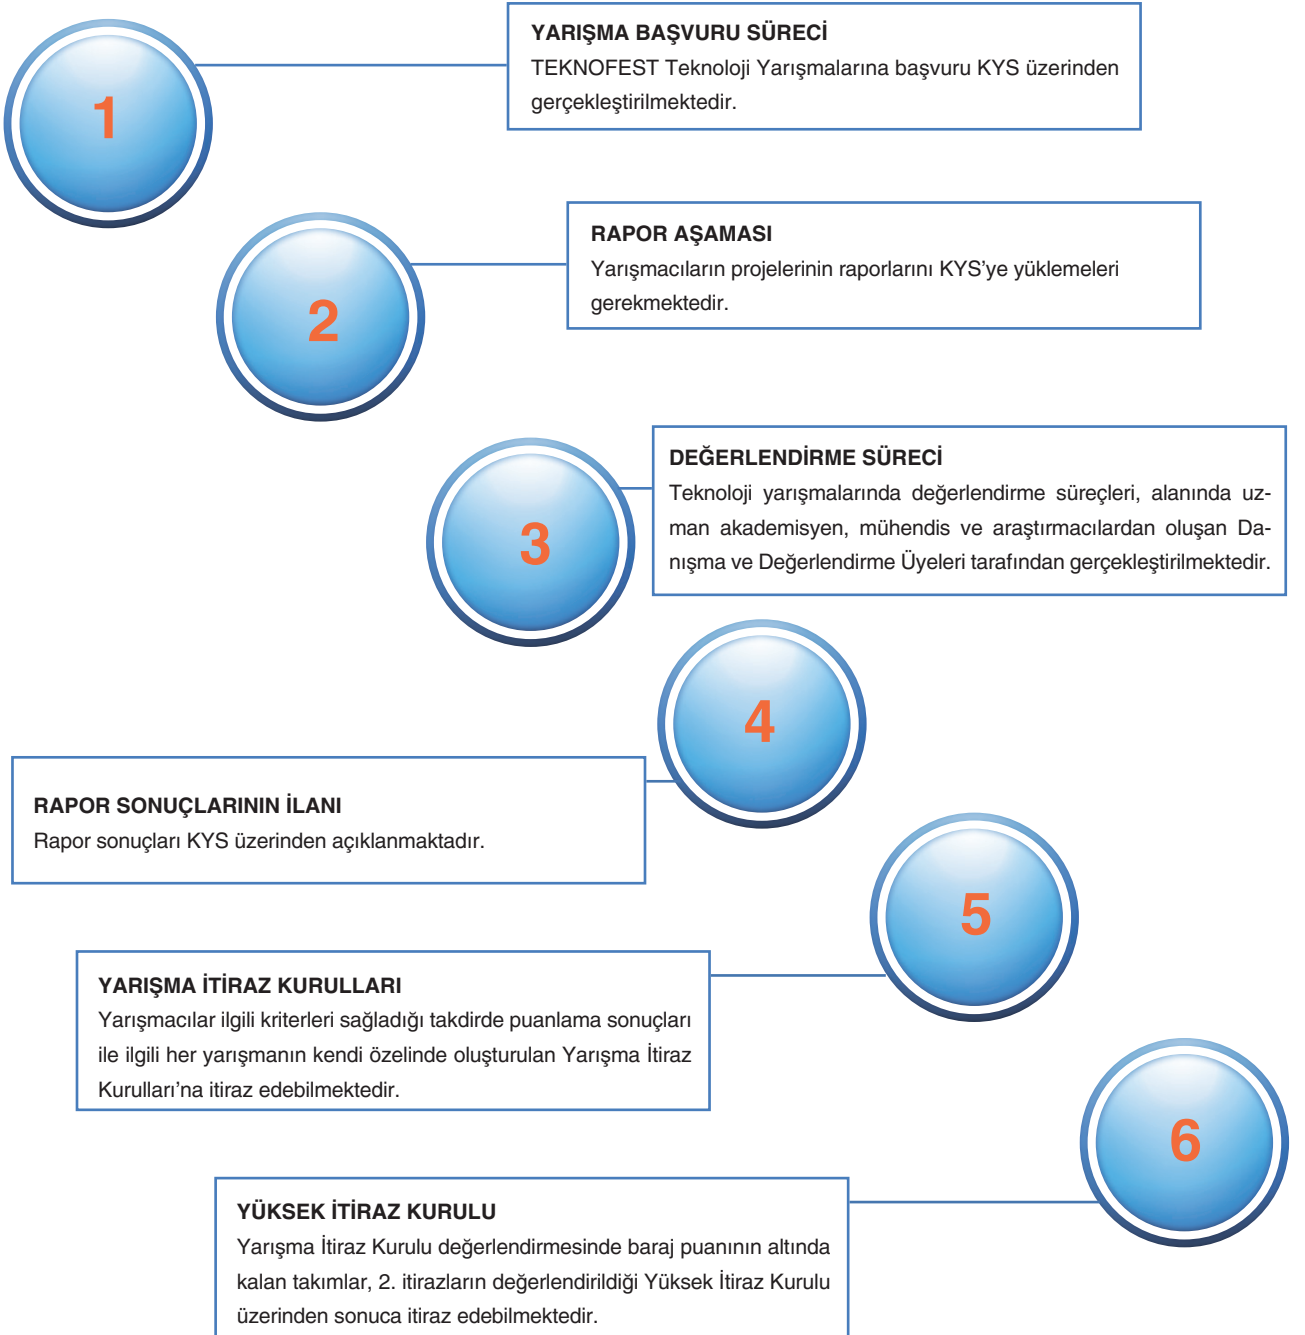 1
YARIŞMA BAŞVURU SÜRECİ
TEKNOFEST Teknoloji Yarışmalarına başvuru KYS üzerinden
gerçekleştirilmektedir.
2
RAPOR AŞAMASI
Yarışmacıların projelerinin raporlarını KYS’ye yüklemeleri
gerekmektedir.
3
DEĞERLENDİRME SÜRECİ
Teknoloji yarışmalarında değerlendirme süreçleri, alanında uz-
man akademisyen, mühendis ve araştırmacılardan oluşan Da-
nışma ve Değerlendirme Üyeleri tarafından gerçekleştirilmektedir.
4
RAPOR SONUÇLARININ İLANI
Rapor sonuçları KYS üzerinden açıklanmaktadır.
5
YARIŞMA İTİRAZ KURULLARI
Yarışmacılar ilgili kriterleri sağladığı takdirde puanlama sonuçları
ile ilgili her yarışmanın kendi özelinde oluşturulan Yarışma İtiraz
Kurulları’na itiraz edebilmektedir.
6
YÜKSEK İTİRAZ KURULU
Yarışma İtiraz Kurulu değerlendirmesinde baraj puanının altında
kalan takımlar, 2. itirazların değerlendirildiği Yüksek İtiraz Kurulu
üzerinden sonuca itiraz edebilmektedir.